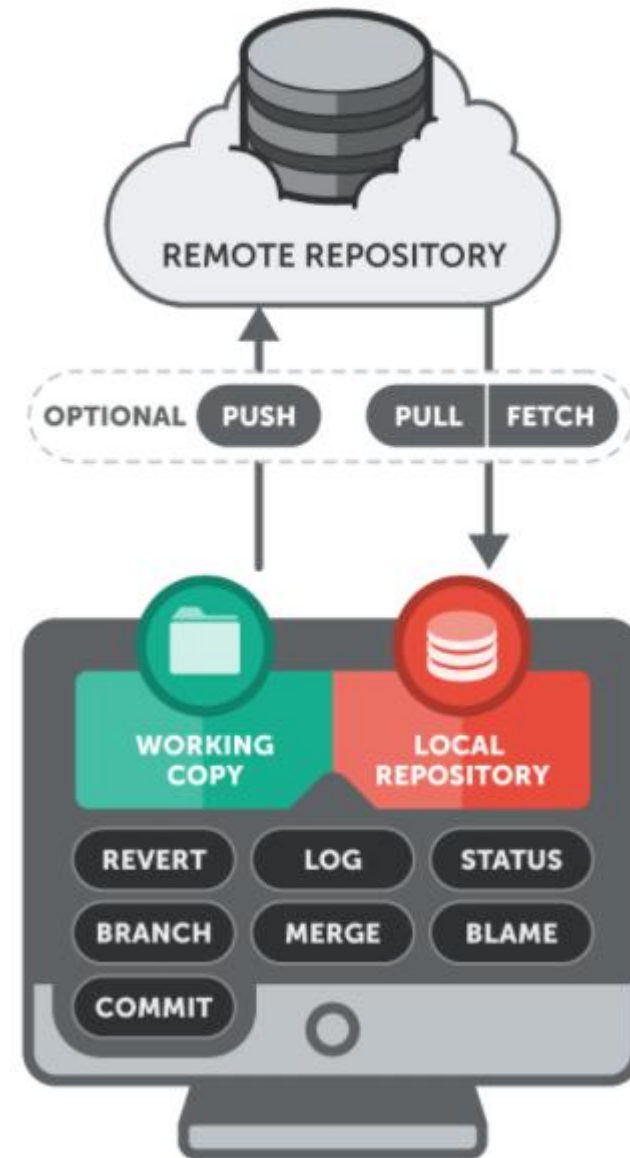 REMOTE REPOSITORY
OPTIONAL PUSH PULL FETCH
WORKING
COPY
LOCAL
REPOSITORY
REVERT LOG STATUS
BRANCH MERGE BLAME
COMMIT